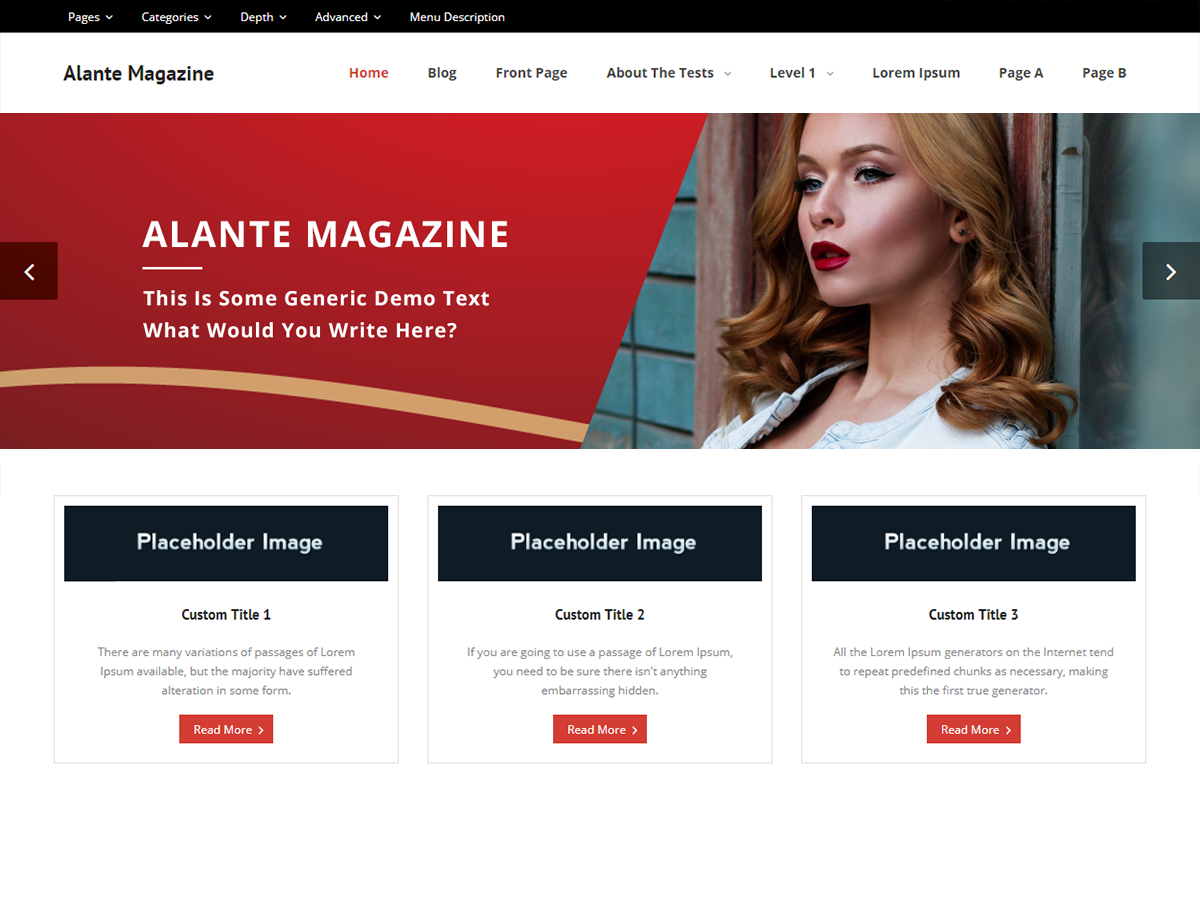 Pages Categories Depth Advanced Menu Description
Alante Magazine Home Blog Front Page About The Tests Level 1 Lorem Ipsum Page A Page B
ALANTE MAGAZINE
This Is Some Generic Demo Text
What Would You Write Here?
Placeholder Image
Custom Title 1
There are many variations of passages of Lorem
Ipsum available, but the majority have suffered
alteration in some form.
Read More
Placeholder Image
Custom Title 2
If you are going to use a passage of Lorem Ipsum,
you need to be sure there isn't anything
embarrassing hidden.
Read More
Placeholder Image
Custom Title 3
All the Lorem Ipsum generators on the Internet tend
to repeat predefined chunks as necessary, making
this the first true generator.
Read More